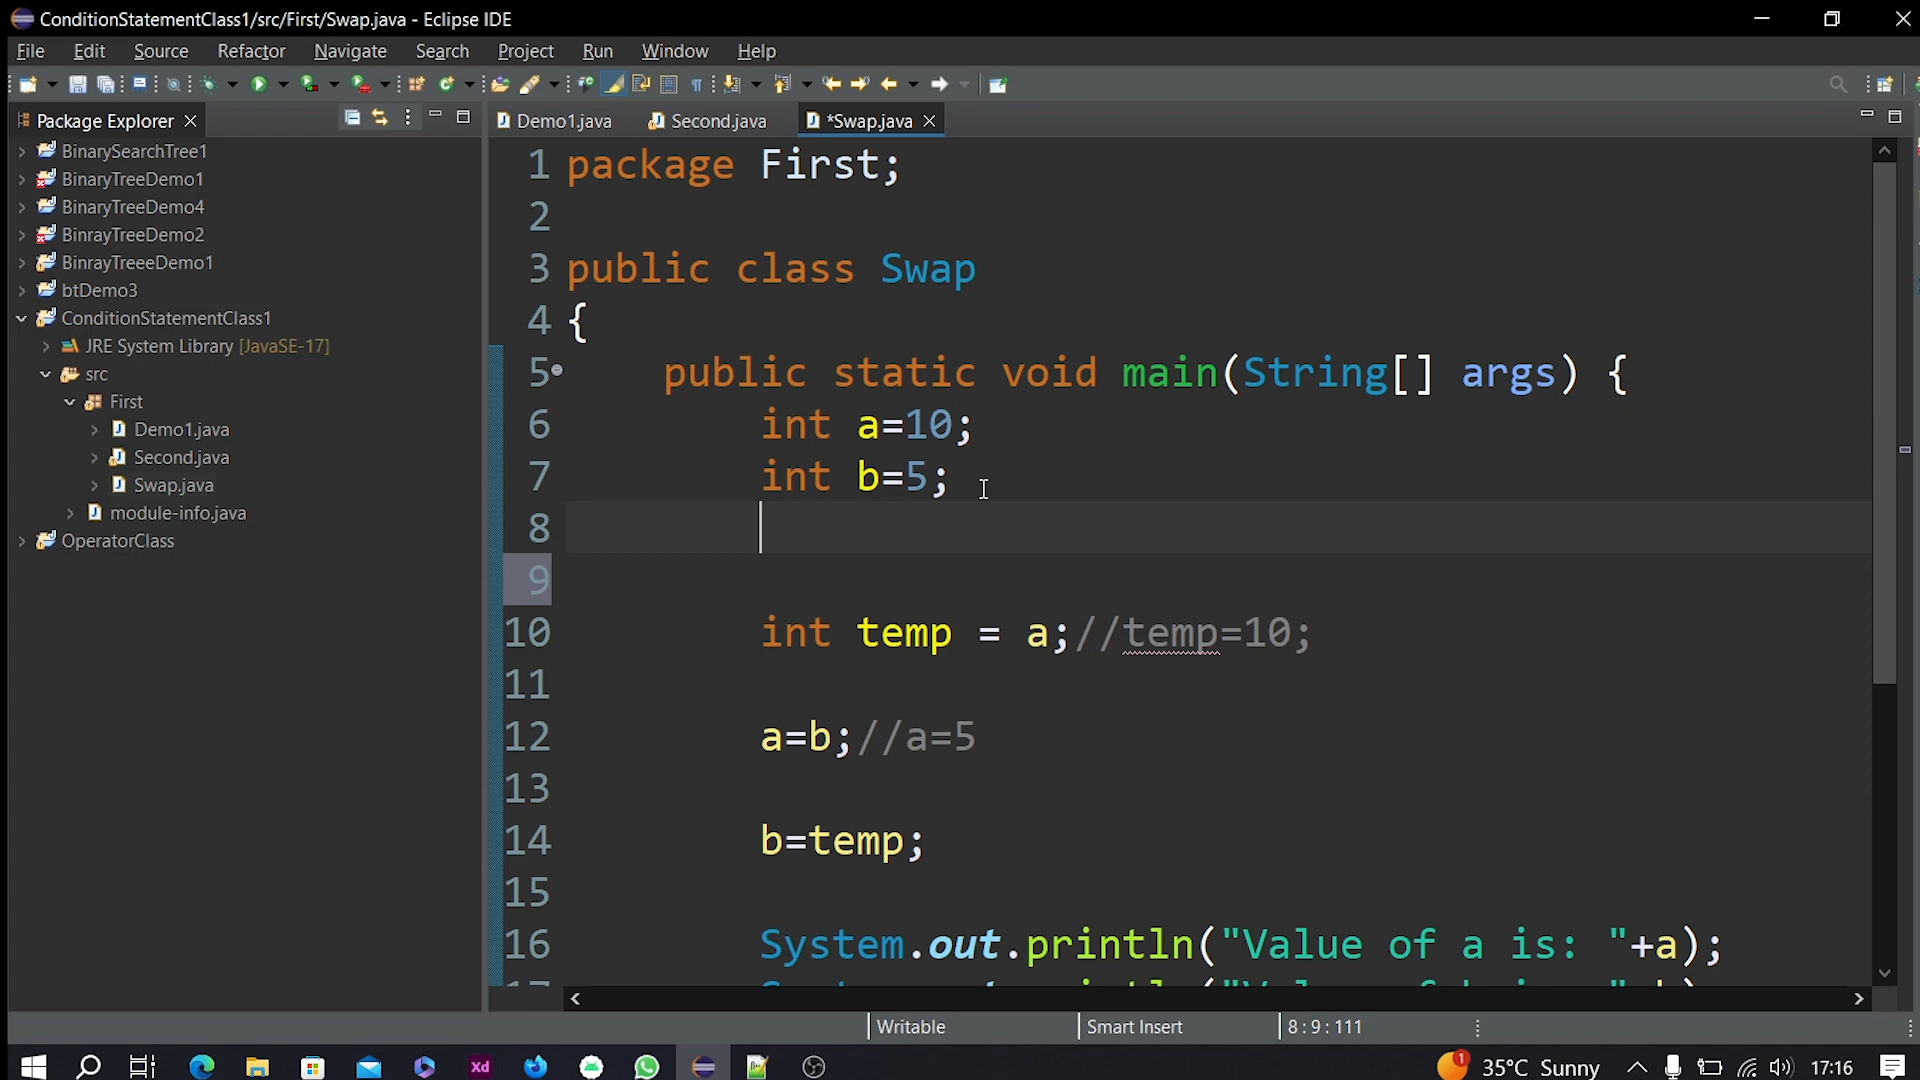 ConditionStatementClass1/src/First/Swap.java - Eclipse IDE
File Edit Source Refactor Navigate Search Project Run Window Help
Package Explorer
Demo1.java Second.java *Swap.java
BinarySearchTree1
BinaryTreeDemo1
BinaryTreeDemo4
BinrayTreeDemo2
BinrayTreeeDemo1
btDemo3
ConditionStatementClass1
JRE System Library [JavaSE-17]
src
First
Demo1.java
Second.java
Swap.java
module-info.java
OperatorClass
1 package First;
2
3 public class Swap
4 {
5 public static void main(String[] args) {
6 int a=10;
7 int b=5;
8
9
10 int temp = a;//temp=10;
11
12 a=b;//a=5
13
14 b=temp;
15
16 System.out.println("Value of a is: "+a);
Writable Smart Insert 8:9:111
xd 1 35°C Sunny 17:16